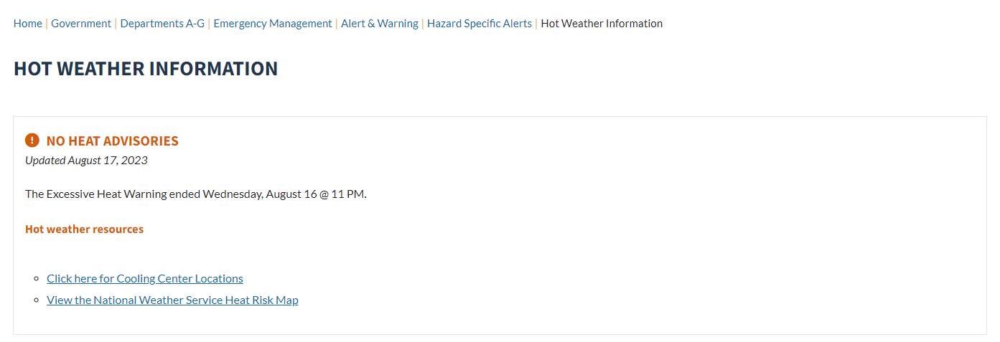 Home | Government | Departments A-G | Emergency Management | Alert & Warning | Hazard Specific Alerts | Hot Weather Information
HOT WEATHER INFORMATION
! NO HEAT ADVISORIES
Updated August 17, 2023
The Excessive Heat Warning ended Wednesday, August 16 @ 11 PM.
Hot weather resources
Click here for Cooling Center Locations
View the National Weather Service Heat Risk Map